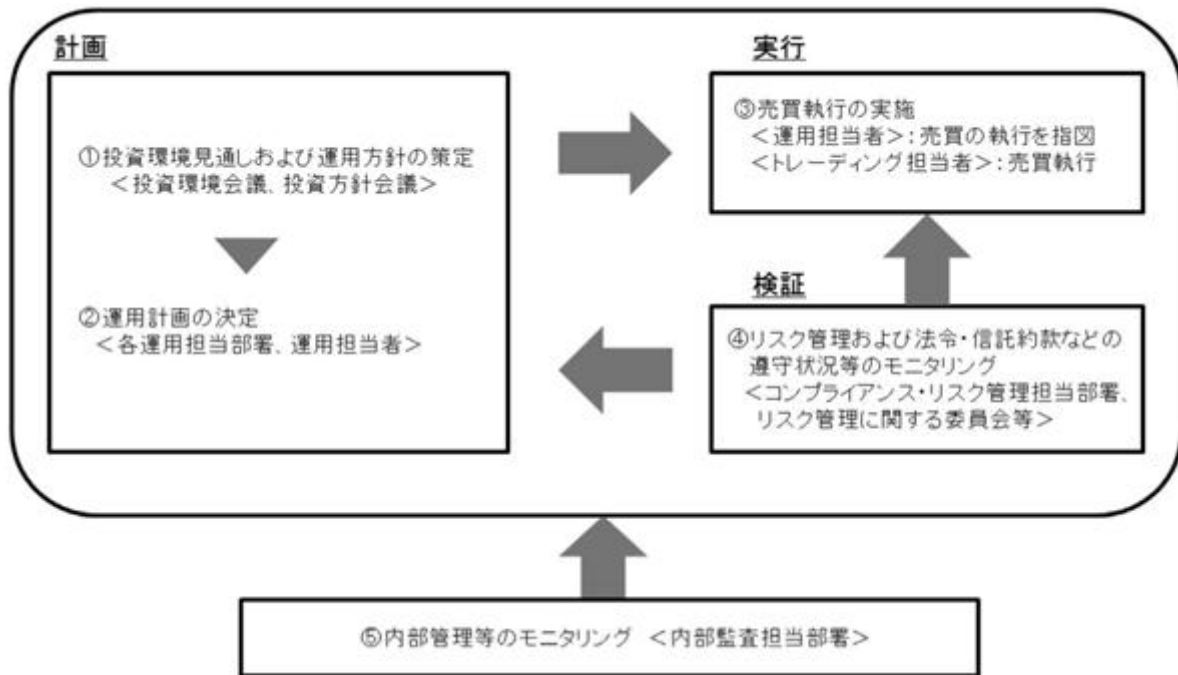 計画
①投資環境見通しおよび運用方針の策定
＜投資環境会議、投資方針会議＞
②運用計画の決定
＜各運用担当部署、運用担当者＞
実行
③売買執行の実施
＜運用担当者＞：売買の執行を指図
＜トレーディング担当者＞：売買執行
検証
④リスク管理および法令・信託約款などの
遵守状況等のモニタリング
＜コンプライアンス・リスク管理担当部署、
リスク管理に関する委員会等＞
⑤内部管理等のモニタリング ＜内部監査担当部署＞